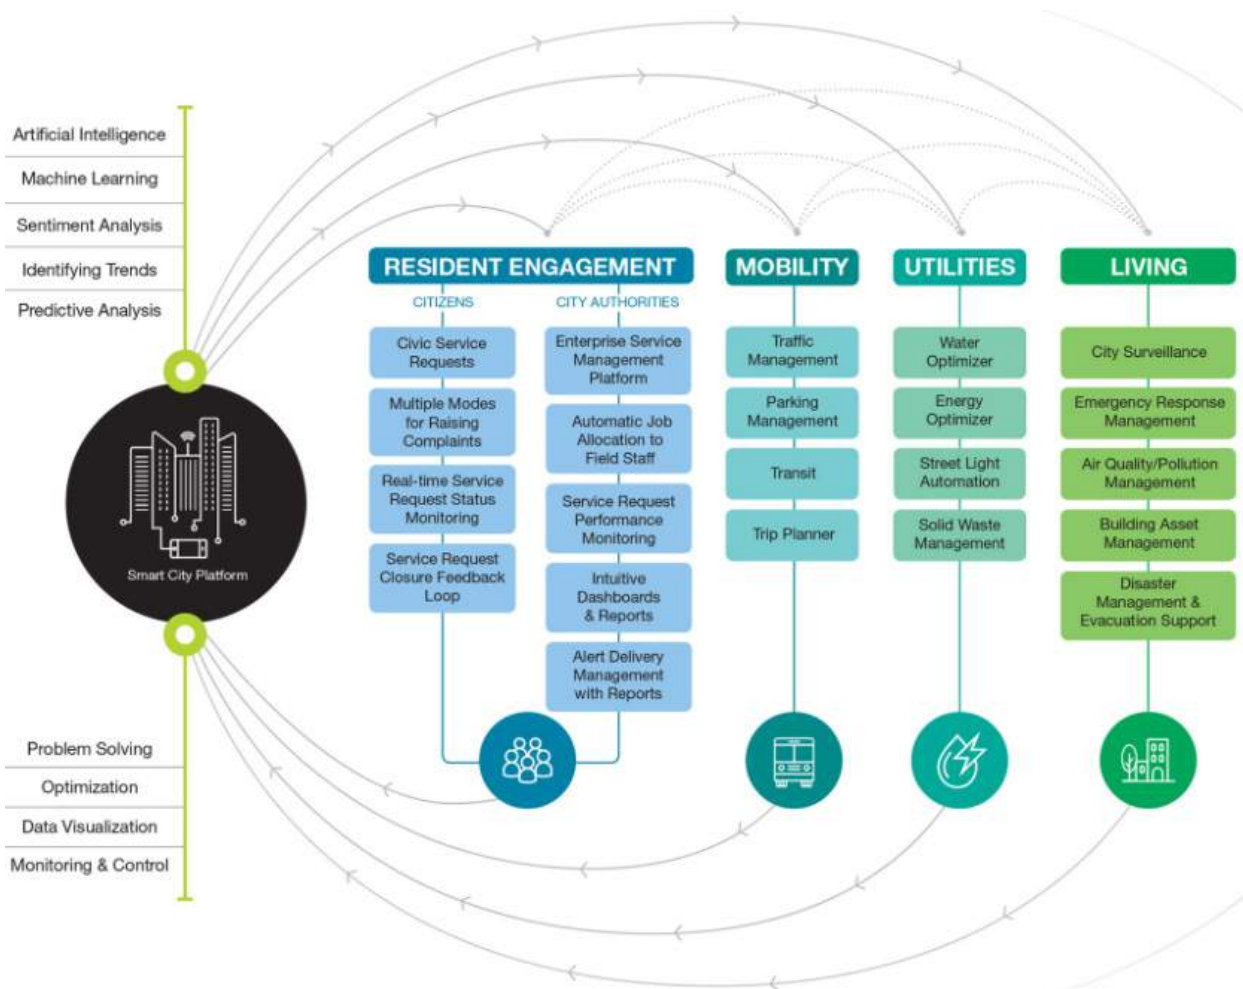 Artificial Intelligence
Machine Learning
Sentiment Analysis
Identifying Trends
Predictive Analysis
Smart City Platform
Problem Solving
Optimization
Data Visualization
Monitoring & Control
RESIDENT ENGAGEMENT
CITIZENS
Civic Service
Requests
Multiple Modes
for Raising
Complaints
Real-time Service
Request Status
Monitoring
Service Request
Closure Feedback
Loop
CITY AUTHORITIES
Enterprise Service
Management
Platform
Automatic Job
Allocation to
Field Staff
Service Request
Performance
Monitoring
Intuitive
Dashboards
& Reports
Alert Delivery
Management
with Reports
MOBILITY
Traffic
Management
Parking
Management
Transit
Trip Planner
UTILITIES
Water
Optimizer
Energy
Optimizer
Street Light
Automation
Solid Waste
Management
LIVING
City Surveillance
Emergency Response
Management
Air Quality/Pollution
Management
Building Asset
Management
Disaster
Management &
Evacuation Support